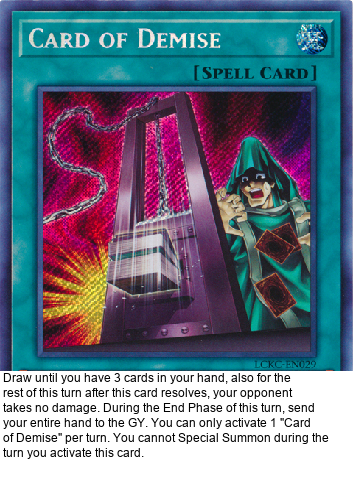 Card of Demise
[Spell Card]
LCKC-EN029
Draw until you have 3 cards in your hand, also for the
rest of this turn after this card resolves, your opponent
takes no damage. During the End Phase of this turn, send
your entire hand to the GY. You can only activate 1 "Card
of Demise" per turn. You cannot Special Summon during the
turn you activate this card.